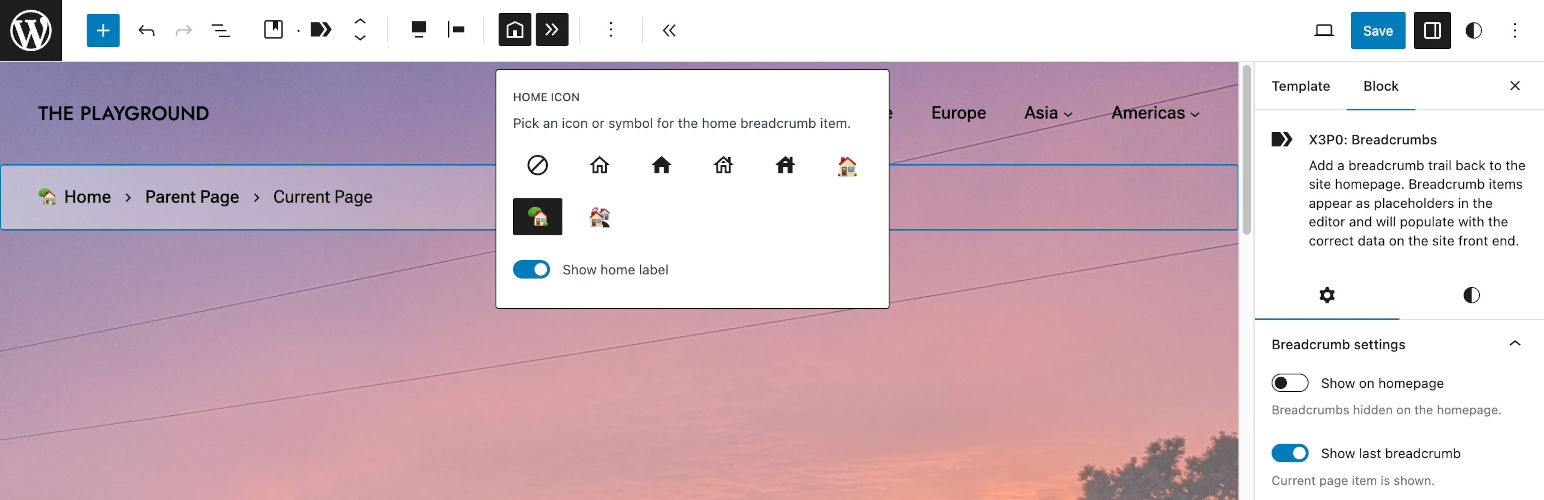 Save
HOME ICON
Pick an icon or symbol for the home breadcrumb item.
Show home label
THE PLAYGROUND
Europe
Asia
Americas
Home > Parent Page > Current Page
Template
Block
X3P0: Breadcrumbs
Add a breadcrumb trail back to the
site homepage. Breadcrumb items
appear as placeholders in the
editor and will populate with the
correct data on the site front end.
Breadcrumb settings
Show on homepage
Breadcrumbs hidden on the homepage.
Show last breadcrumb
Current page item is shown.